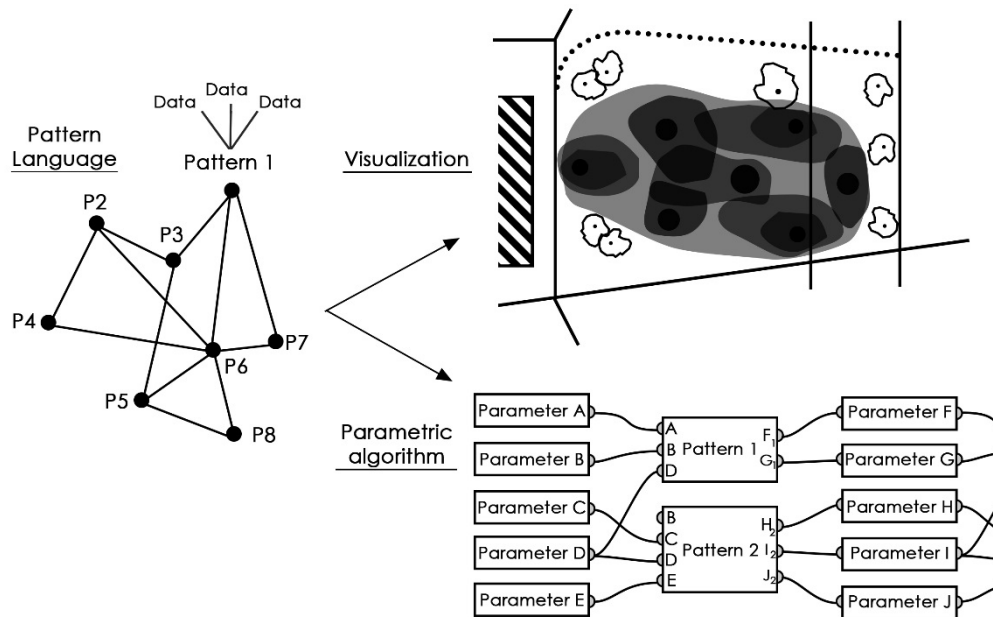 Data
Data
Data
Pattern
Language
Pattern 1
P2
P3
P4
P7
P6
P5
P8
Visualization
Parametric
algorithm
Parameter A
Parameter B
Parameter C
Parameter D
Parameter E
A
B
D
Pattern 1
F1
G1
B
C
D
E
Pattern 2
H2
I2
J2
Parameter F
Parameter G
Parameter H
Parameter I
Parameter J